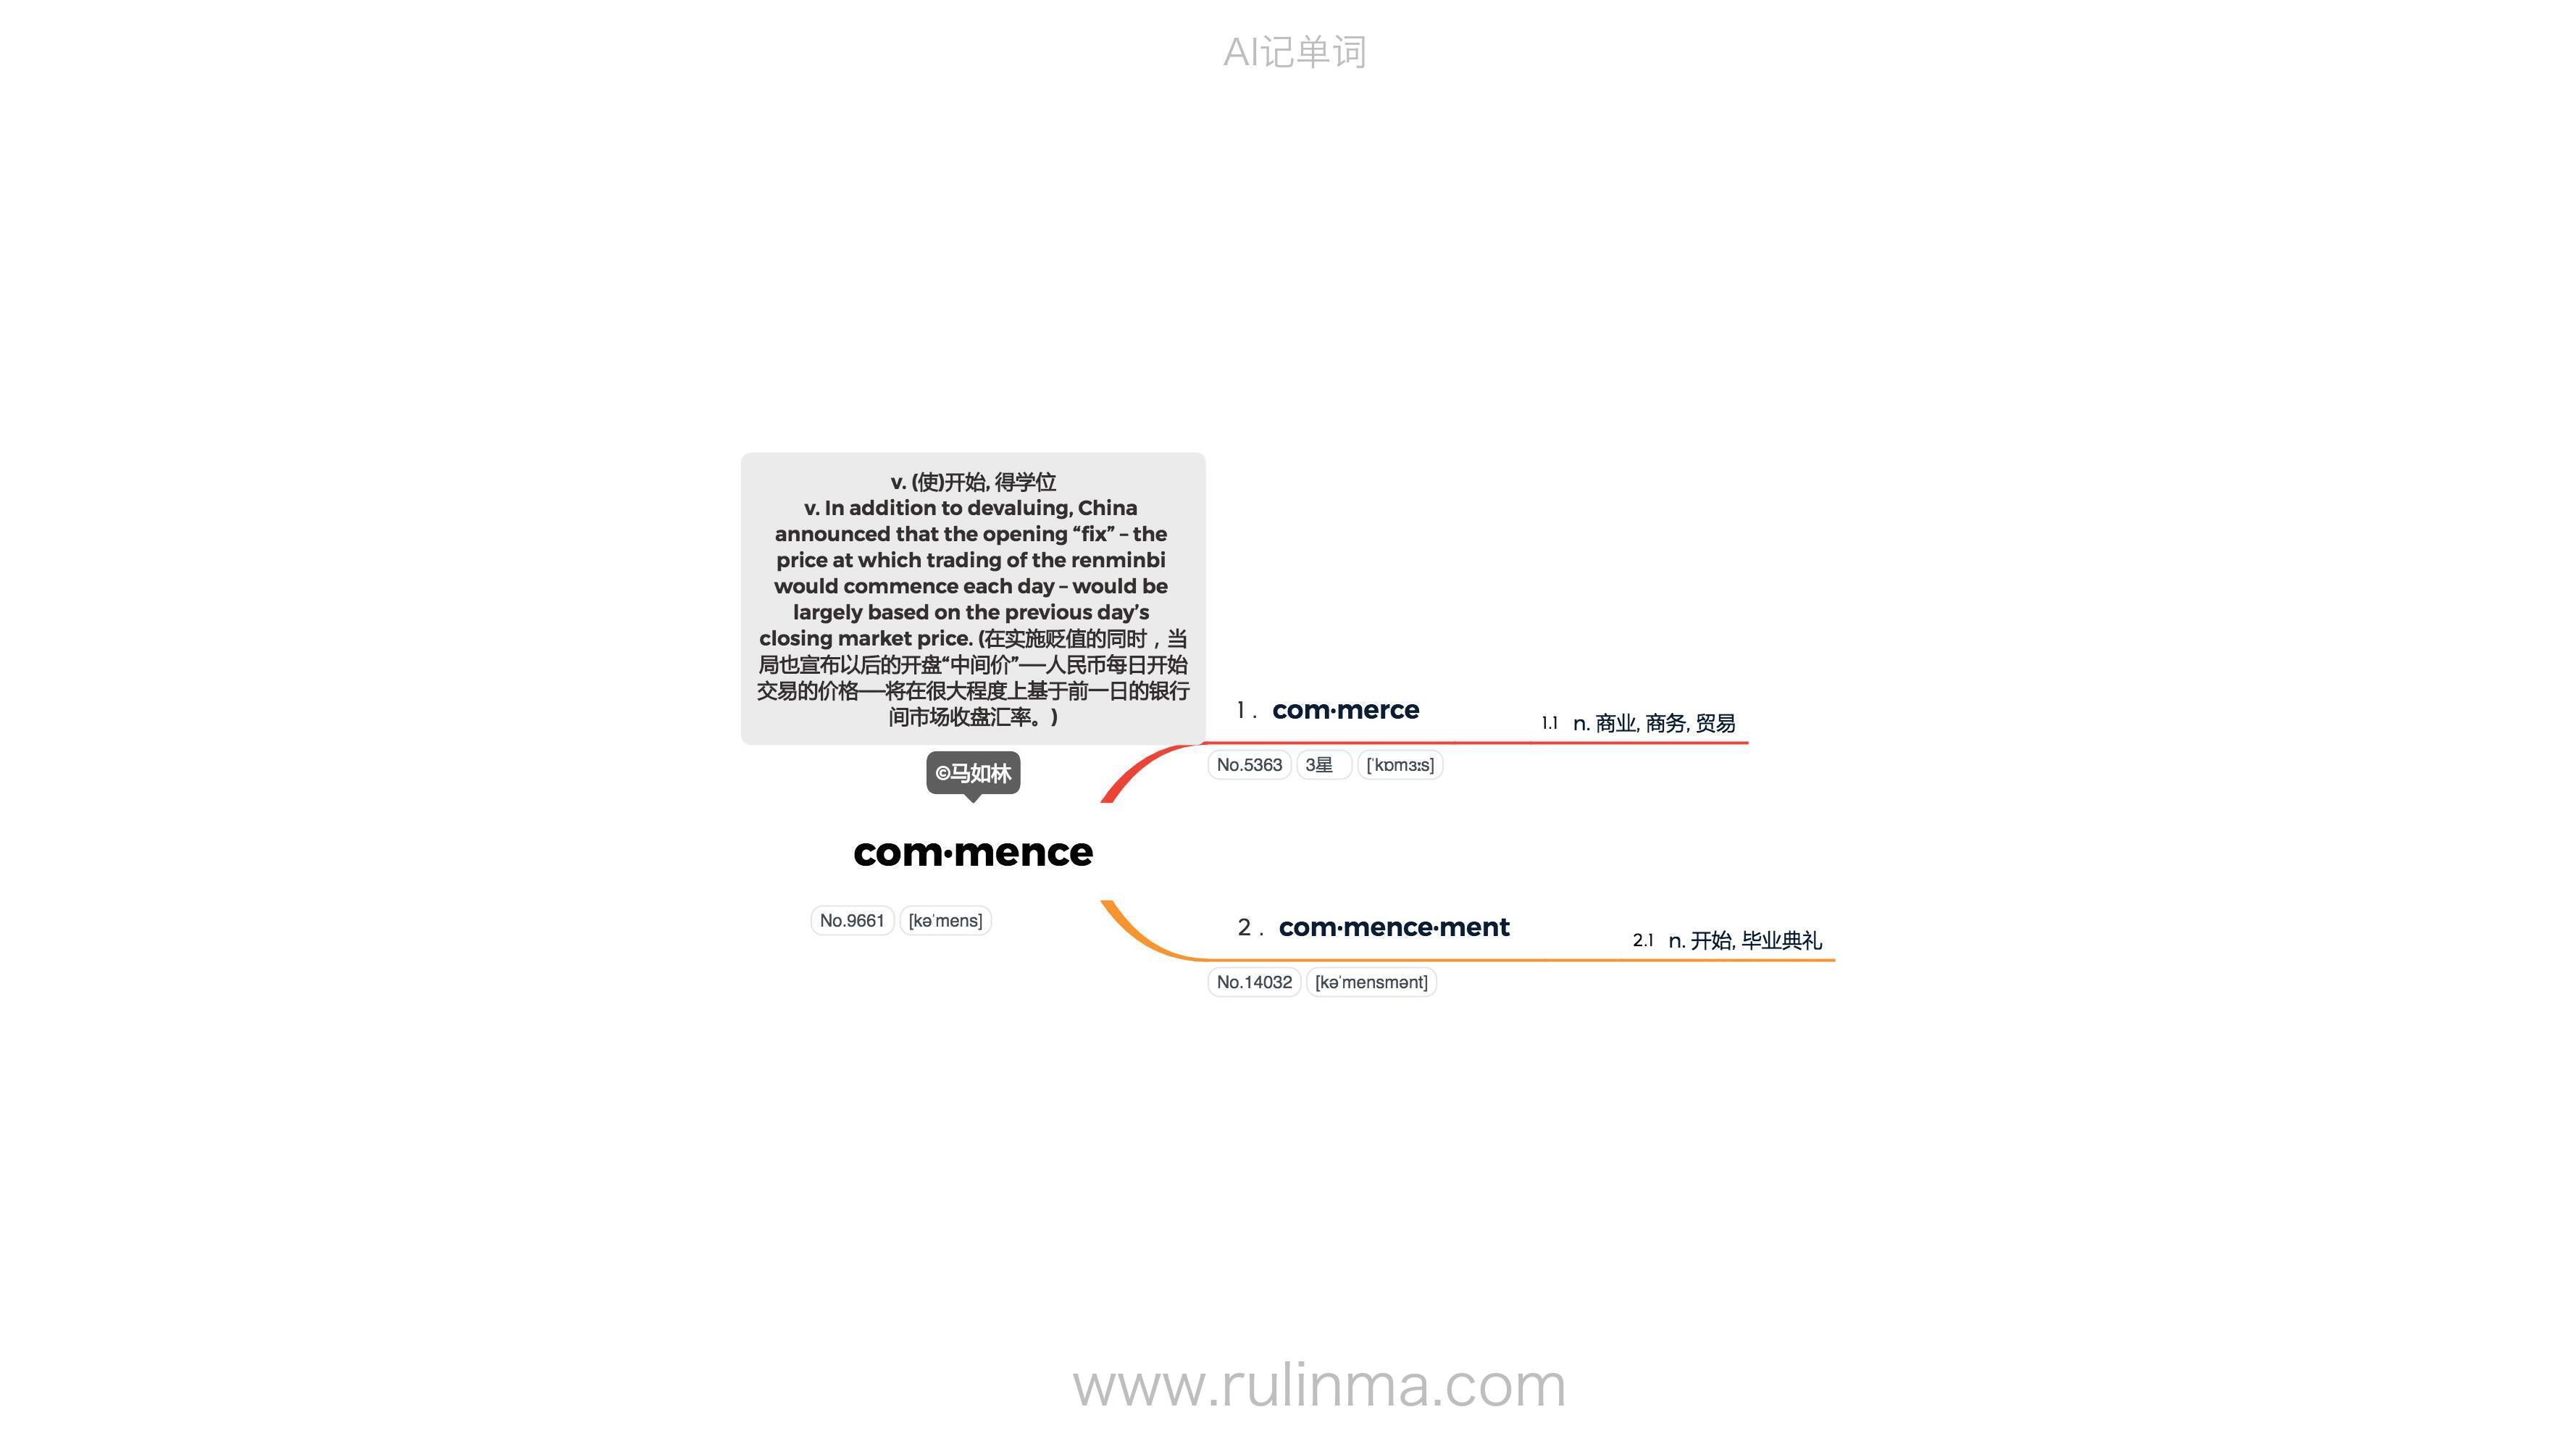 AI记单词
v. (使)开始, 得学位
v. In addition to devaluing, China
announced that the opening “fix” – the
price at which trading of the renminbi
would commence each day – would be
largely based on the previous day’s
closing market price. (在实施贬值的同时，当
局也宣布以后的开盘“中间价”——人民币每日开始
交易的价格——将在很大程度上基于前一日的银行
间市场收盘汇率。)
©马如林
com·mence
No.9661 [kəˈmens]
1 . com·merce 1.1 n. 商业, 商务, 贸易
No.5363 3星 [ˈkɒmɜːs]
2 . com·mence·ment 2.1 n. 开始, 毕业典礼
No.14032 [kəˈmensmənt]
www.rulinma.com